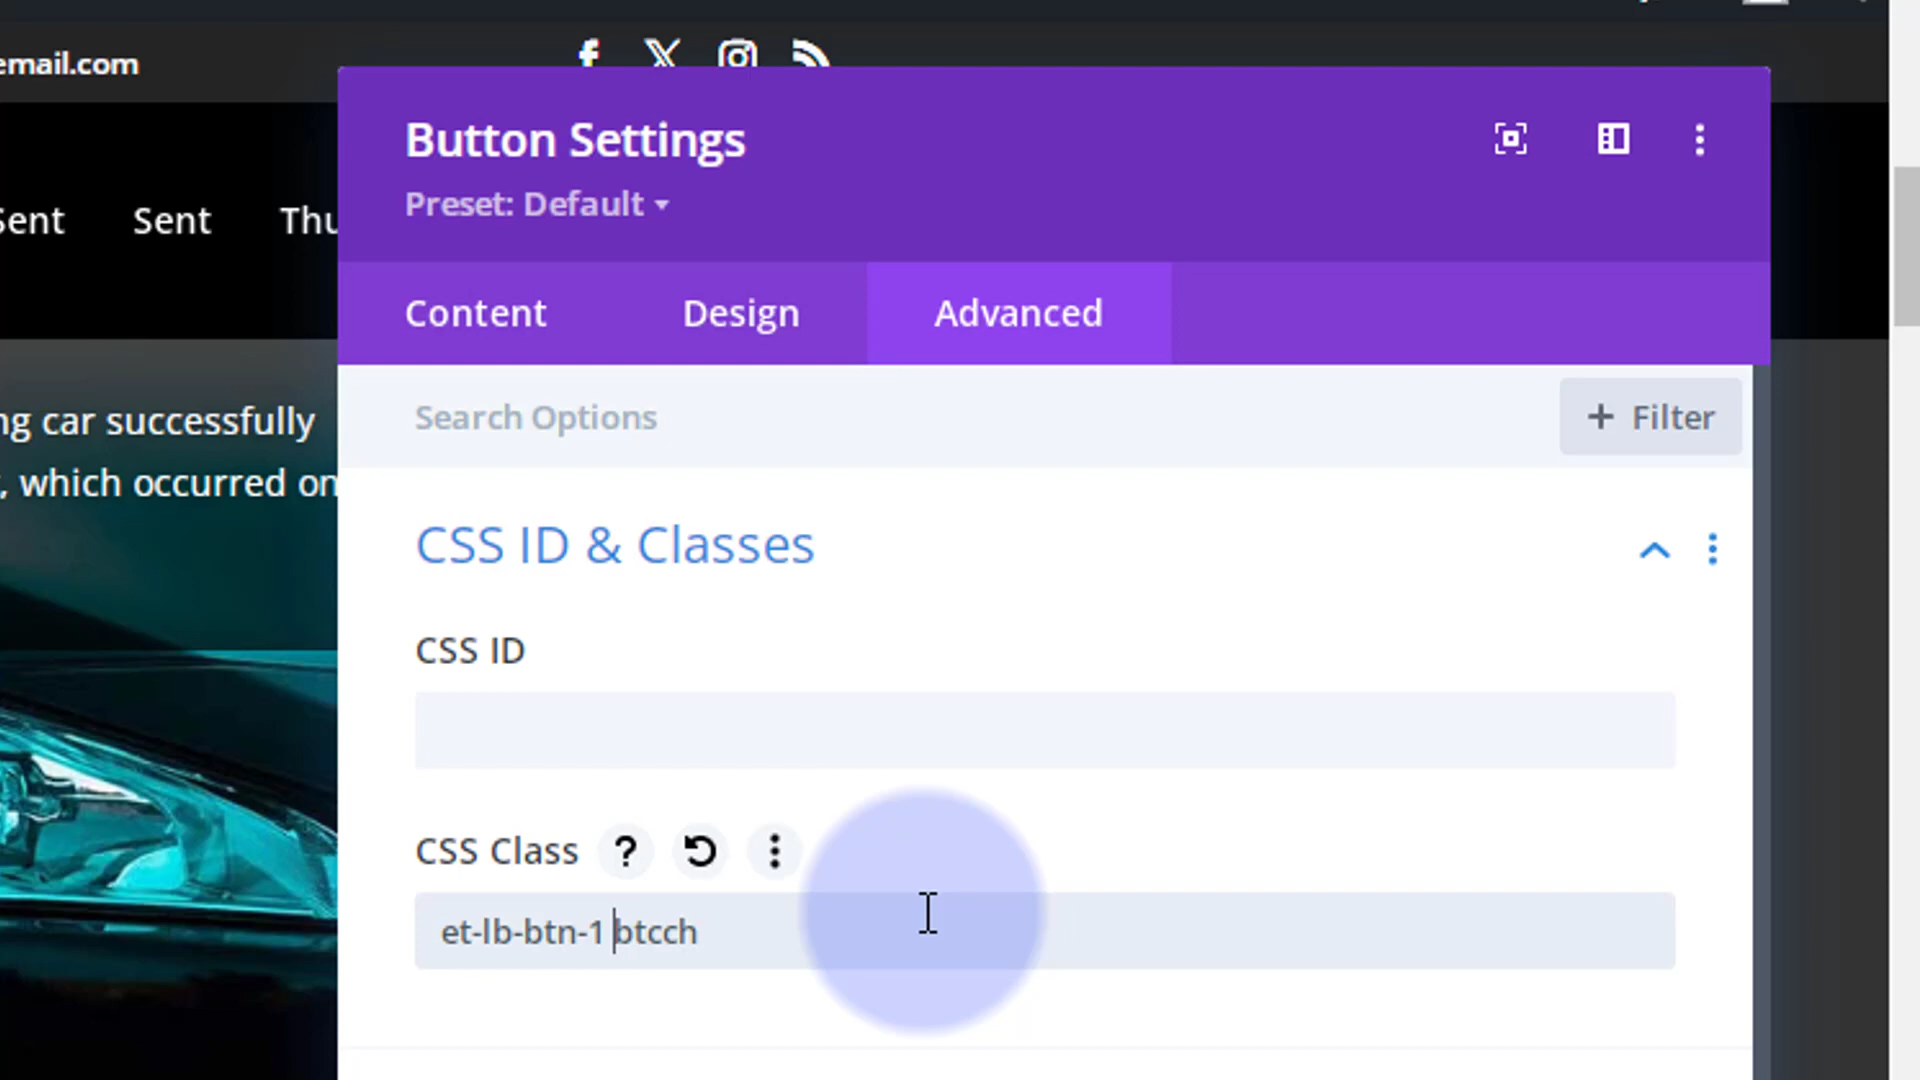 email.com
Button Settings
Preset: Default
Sent Sent Thu
Content Design Advanced
Search Options
+ Filter
ng car successfully
, which occurred on
CSS ID & Classes
CSS ID
CSS Class ?
et-lb-btn-1 btcch